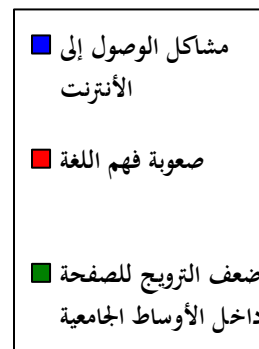 مشاكل الوصول إلى
الأنترنت
صعوبة فهم اللغة
ضعف الترويج للصفحة
داخل الأوساط الجامعية